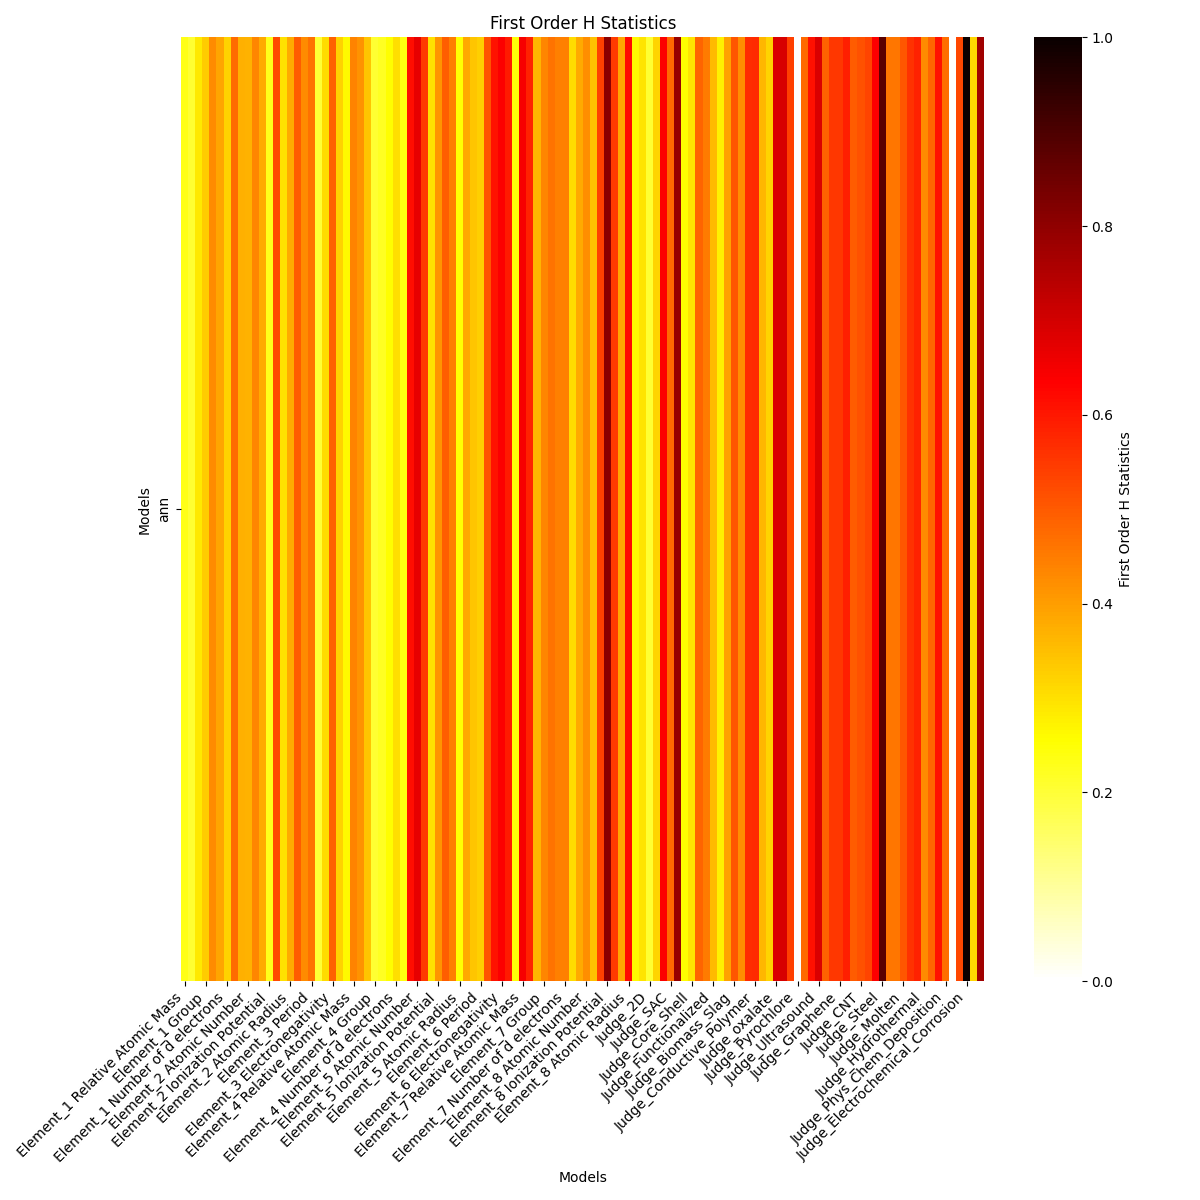 First Order H Statistics
Models
ann
1.0
0.8
0.6
0.4
0.2
0.0
First Order H Statistics
Element_1 Relative Atomic Mass
Element_1 Group
Element_1 Number of d electrons
Element_2 Atomic Number
Element_2 Ionization Potential
Element_2 Atomic Radius
Element_3 Period
Element_3 Electronegativity
Element_4 Relative Atomic Mass
Element_4 Group
Element_4 Number of d electrons
Element_5 Atomic Number
Element_5 Ionization Potential
Element_5 Atomic Radius
Element_6 Period
Element_6 Electronegativity
Element_7 Relative Atomic Mass
Element_7 Group
Element_7 Number of d electrons
Element_8 Atomic Number
Element_8 Ionization Potential
Element_8 Atomic Radius
Judge_2D
Judge_SAC
Judge_Core_Shell
Judge_Functionalized
Judge_Biomass_Slag
Judge_Conductive_Polymer
Judge_oxalate
Judge_Pyrochlore
Judge_Ultrasound
Judge_Graphene
Judge_CNT
Judge_Steel
Judge_Molten
Judge_Hydrothermal
Judge_Phys_Chem_Deposition
Judge_Electrochemical_Corrosion
Models